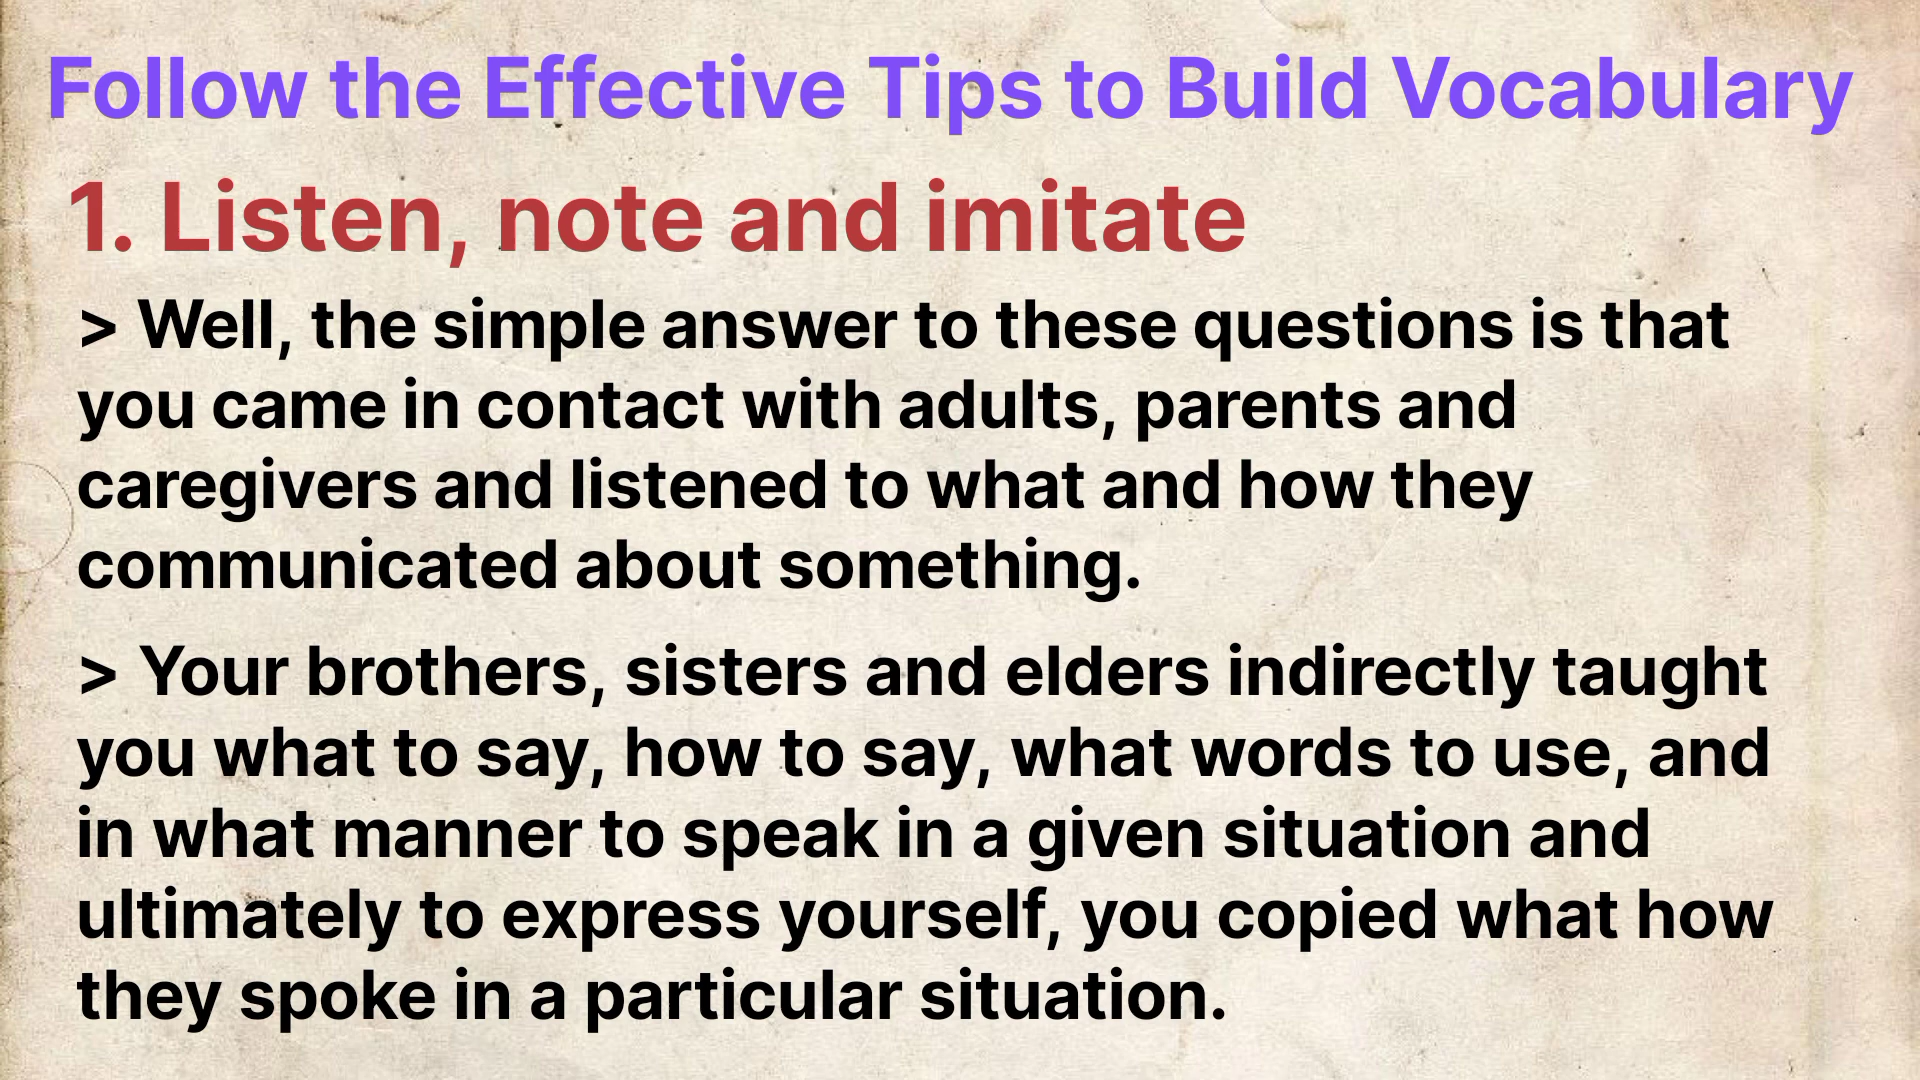 Follow the Effective Tips to Build Vocabulary
1. Listen, note and imitate
> Well, the simple answer to these questions is that
you came in contact with adults, parents and
caregivers and listened to what and how they
communicated about something.
> Your brothers, sisters and elders indirectly taught
you what to say, how to say, what words to use, and
in what manner to speak in a given situation and
ultimately to express yourself, you copied what how
they spoke in a particular situation.